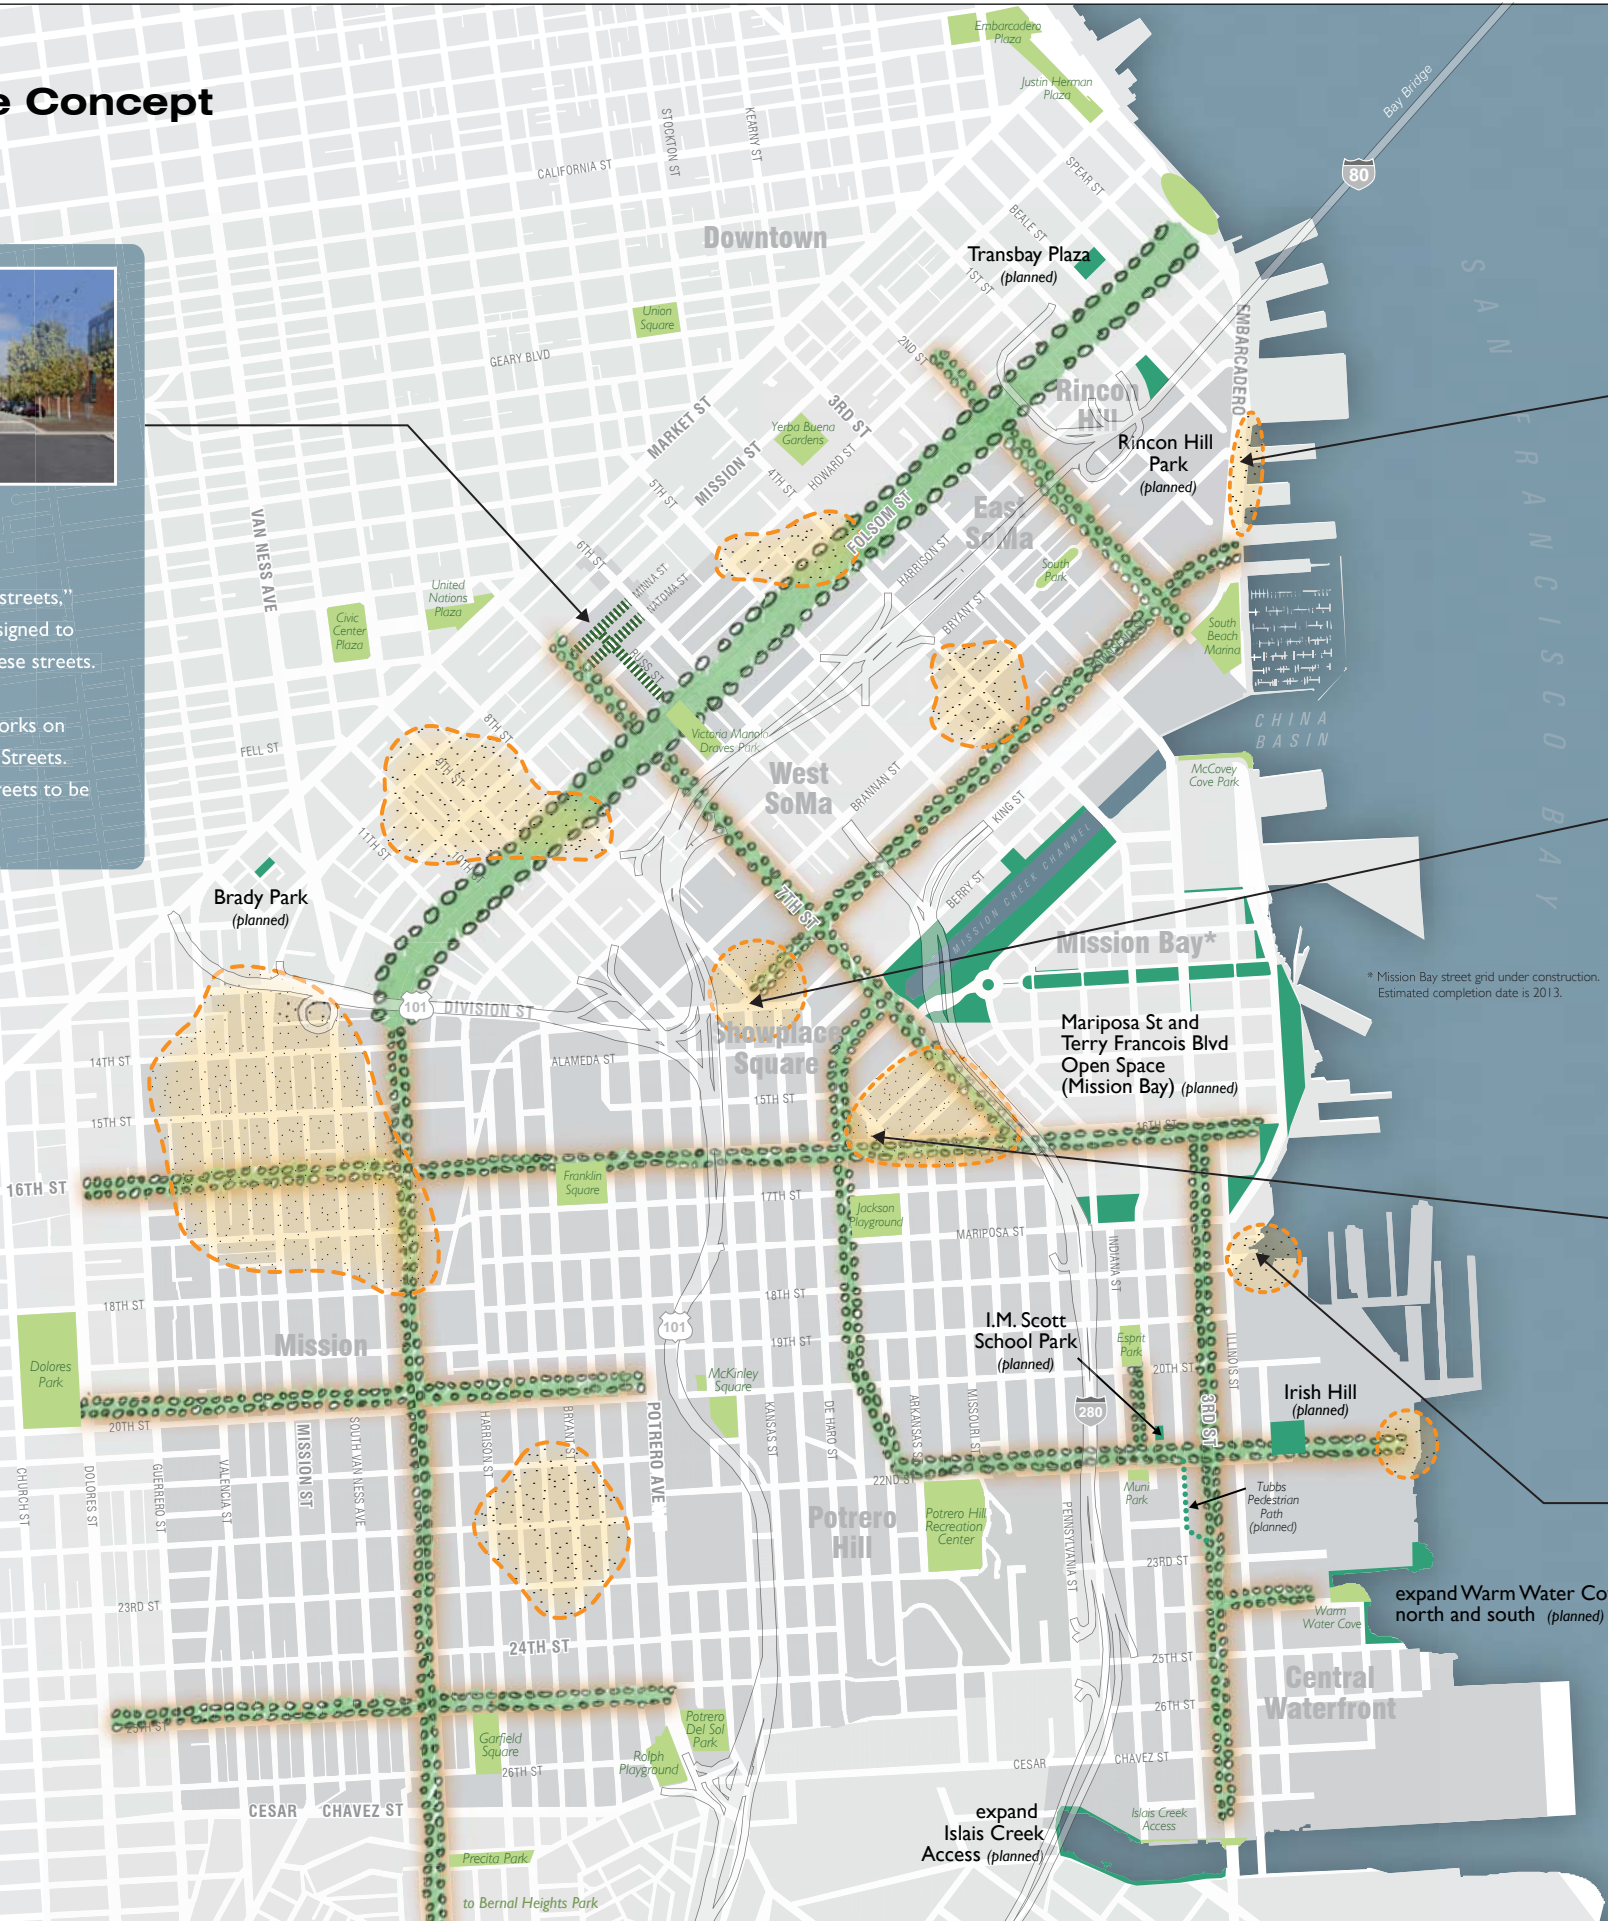 e Concept
Embarcadero
Plaza
Justin Herman
Plaza
Bay Bridge
80
STOCKTON ST
KEARNY ST
CALIFORNIA ST
SPEAR ST
BEALE ST
Downtown
Transbay Plaza
(planned)
1ST ST
SAN FRANCISCO BAY
Union
Square
GEARY BLVD
2ND ST
EMBARCADERO
Rincon
Hill
MARKET ST
3RD ST
Yerba Buena
Gardens
MISSION ST
4TH ST
HOWARD ST
5TH ST
Rincon Hill
Park
(planned)
VAN NESS AVE
East
SoMa
FOLSOM ST
6TH ST
MINNA ST
NATOMA ST
RUSS ST
HARRISON ST
South
Park
BRYANT ST
streets,"
signed to
ese streets.
orks on
Streets.
reets to be
United
Nations
Plaza
Civic
Center
Plaza
South
Beach
Marina
CHINA
BASIN
Victoria Manolo
Draves Park
8TH ST
9TH ST
FELL ST
West
SoMa
BRANNAN ST
KING ST
McCovey
Cove Park
11TH ST
10TH ST
Brady Park
(planned)
7TH ST
BERRY ST
MISSION CREEK CHANNEL
Mission Bay*
* Mission Bay street grid under construction.
Estimated completion date is 2013.
101
DIVISION ST
Showplace
Square
Mariposa St and
Terry Francois Blvd
Open Space
(Mission Bay) (planned)
14TH ST
ALAMEDA ST
15TH ST
15TH ST
16TH ST
16TH ST
Franklin
Square
17TH ST
Jackson
Playground
MARIPOSA ST
INDIANA ST
18TH ST
18TH ST
Mission
101
19TH ST
I.M. Scott
School Park
(planned)
Esprit
Park
20TH ST
ILLINOIS ST
Dolores
Park
McKinley
Square
Irish Hill
(planned)
280
3RD ST
20TH ST
CHURCH ST
DOLORES ST
GUERRERO ST
VALENCIA ST
MISSION ST
SOUTH VAN NESS AVE
HARRISON ST
BRYANT ST
POTRERO AVE
KANSAS ST
DE HARO ST
ARKANSAS ST
MISSOURI ST
22ND ST
Muni
Park
Tubbs
Pedestrian
Path
(planned)
Potrero
Hill
Potrero Hill
Recreation
Center
PENNSYLVANIA ST
23RD ST
23RD ST
expand Warm Water Co
north and south (planned)
Warm
Water Cove
24TH ST
25TH ST
Central
Waterfront
25TH ST
26TH ST
Potrero
Del Sol
Park
Garfield
Square
Rolph
Playground
26TH ST
CESAR
CHAVEZ ST
CESAR CHAVEZ ST
expand
Islais Creek
Access (planned)
Islais Creek
Access
Precita Park
to Bernal Heights Park